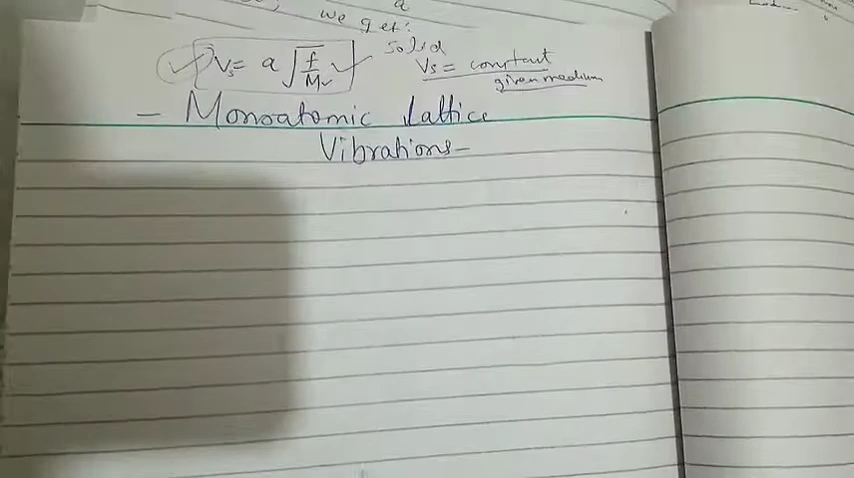 a
we get:
Vs = a √(f/M)
solid
Vs = constant
given medium
- Monoatomic Lattice
Vibrations-